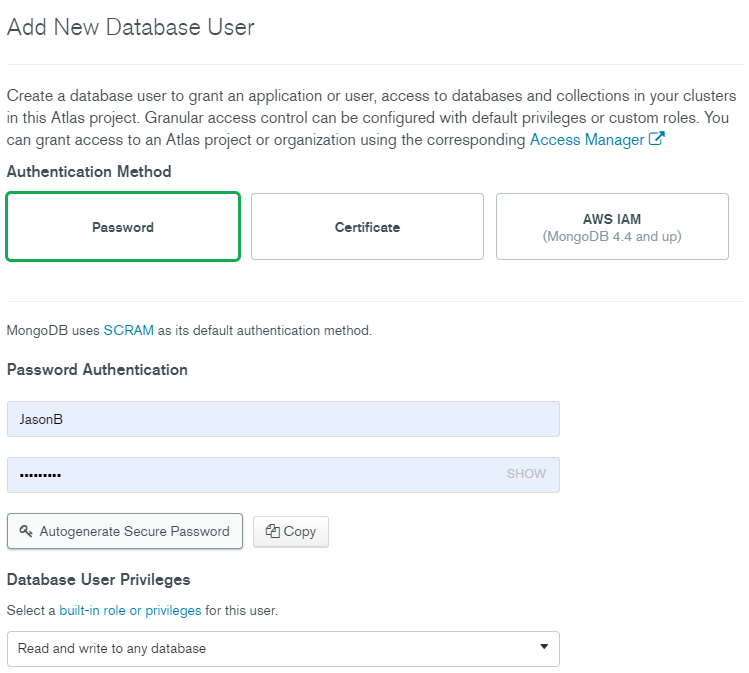 Add New Database User
Create a database user to grant an application or user, access to databases and collections in your clusters
in this Atlas project. Granular access control can be configured with default privileges or custom roles. You
can grant access to an Atlas project or organization using the corresponding Access Manager
Authentication Method
Password
Certificate
AWS IAM
(MongoDB 4.4 and up)
MongoDB uses SCRAM as its default authentication method.
Password Authentication
JasonB
••••••••• SHOW
Autogenerate Secure Password
Copy
Database User Privileges
Select a built-in role or privileges for this user.
Read and write to any database